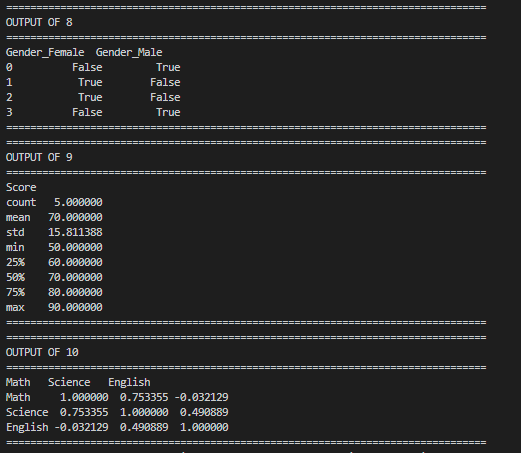 ================================================================================
OUTPUT OF 8
================================================================================
Gender_Female  Gender_Male
0          False         True
1           True        False
2           True        False
3          False         True
================================================================================
================================================================================
OUTPUT OF 9
================================================================================
Score
count   5.000000
mean   70.000000
std    15.811388
min    50.000000
25%    60.000000
50%    70.000000
75%    80.000000
max    90.000000
================================================================================
================================================================================
OUTPUT OF 10
================================================================================
Math   Science   English
Math     1.000000  0.753355 -0.032129
Science  0.753355  1.000000  0.490889
English -0.032129  0.490889  1.000000
================================================================================